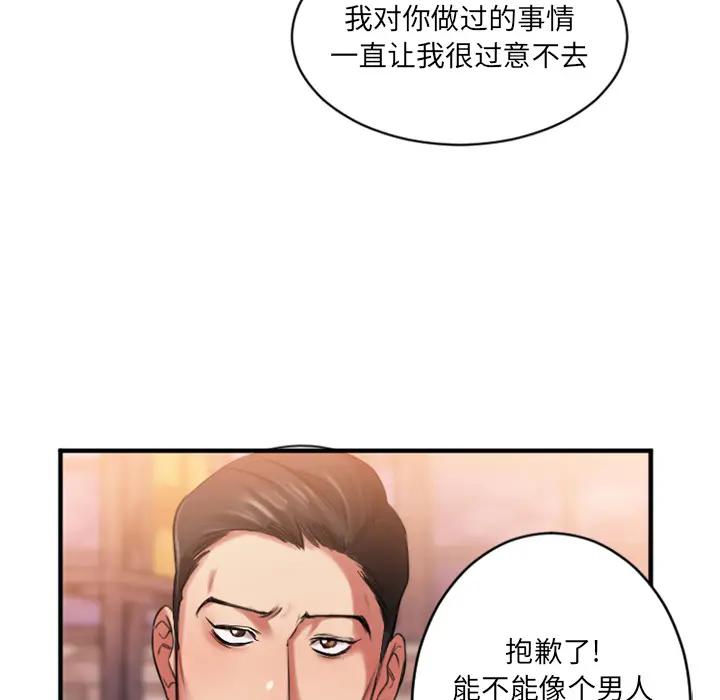 我对你做过的事情
一直让我很过意不去
抱歉了!
能不能像个男人